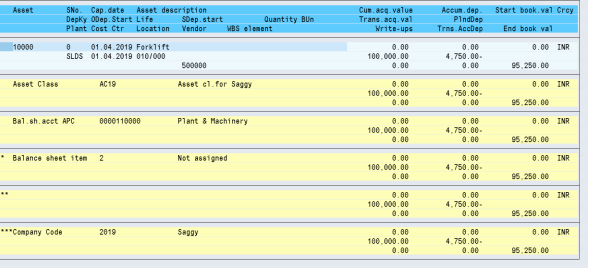 Asset SNo. Cap.date Asset description Cum.acq.value Accum.dep. Start book.val Crcy
DepKy ODep.Start Life SDep.start Quantity BUn Trans.acq.val PlndDep
Plant Cost Ctr Location Vendor WBS element Write-ups Trns.AccDep End book val
10000 0 01.04.2019 Forklift 0.00 0.00 0.00 INR
SLDS 01.04.2019 010/000 100,000.00 4,750.00-
500000 0.00 0.00 95,250.00
Asset Class AC19 Asset cl.for Saggy 0.00 0.00 0.00 INR
100,000.00 4,750.00-
0.00 0.00 95,250.00
Bal.sh.acct APC 0000110000 Plant & Machinery 0.00 0.00 0.00 INR
100,000.00 4,750.00-
0.00 0.00 95,250.00
* Balance sheet item 2 Not assigned 0.00 0.00 0.00 INR
100,000.00 4,750.00-
0.00 0.00 95,250.00
** 0.00 0.00 0.00 INR
100,000.00 4,750.00-
0.00 0.00 95,250.00
***Company Code 2019 Saggy 0.00 0.00 0.00 INR
100,000.00 4,750.00-
0.00 0.00 95,250.00